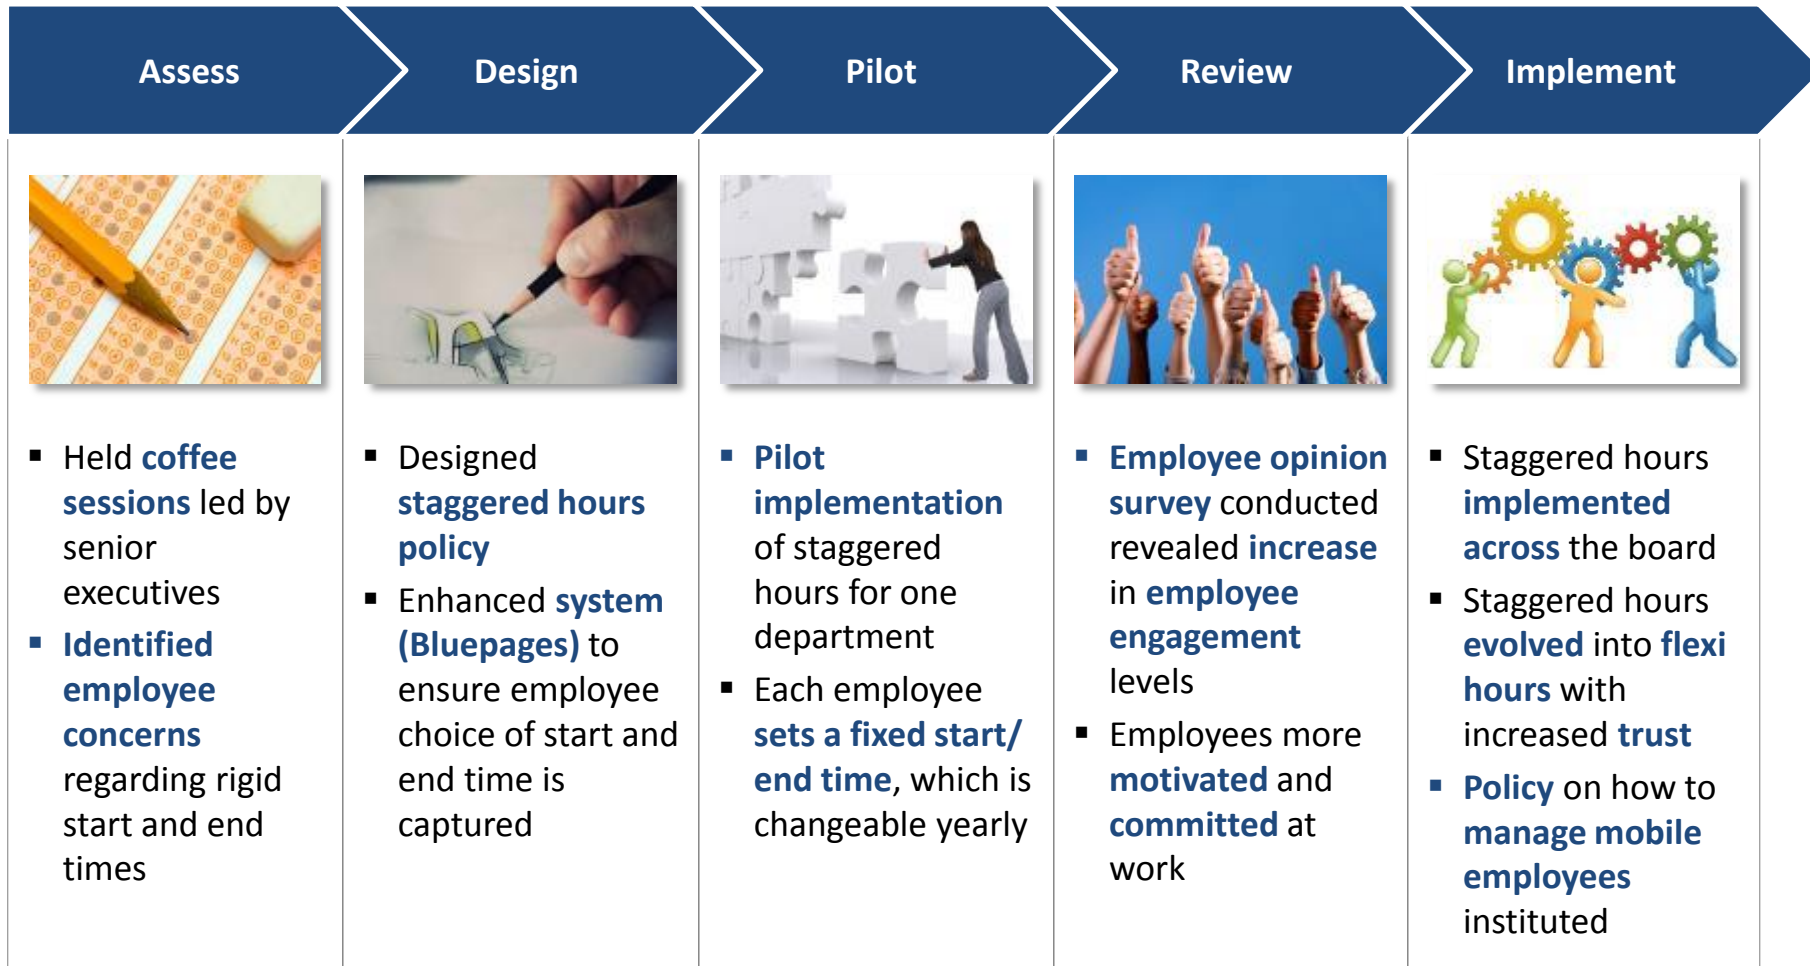 Assess
Design
Pilot
Review
Implement
▪ Held coffee
sessions led by
senior
executives
▪ Identified
employee
concerns
regarding rigid
start and end
times
▪ Designed
staggered hours
policy
▪ Enhanced system
(Bluepages) to
ensure employee
choice of start and
end time is
captured
▪ Pilot
implementation
of staggered
hours for one
department
▪ Each employee
sets a fixed start/
end time, which is
changeable yearly
▪ Employee opinion
survey conducted
revealed increase
in employee
engagement
levels
▪ Employees more
motivated and
committed at
work
▪ Staggered hours
implemented
across the board
▪ Staggered hours
evolved into flexi
hours with
increased trust
▪ Policy on how to
manage mobile
employees
instituted